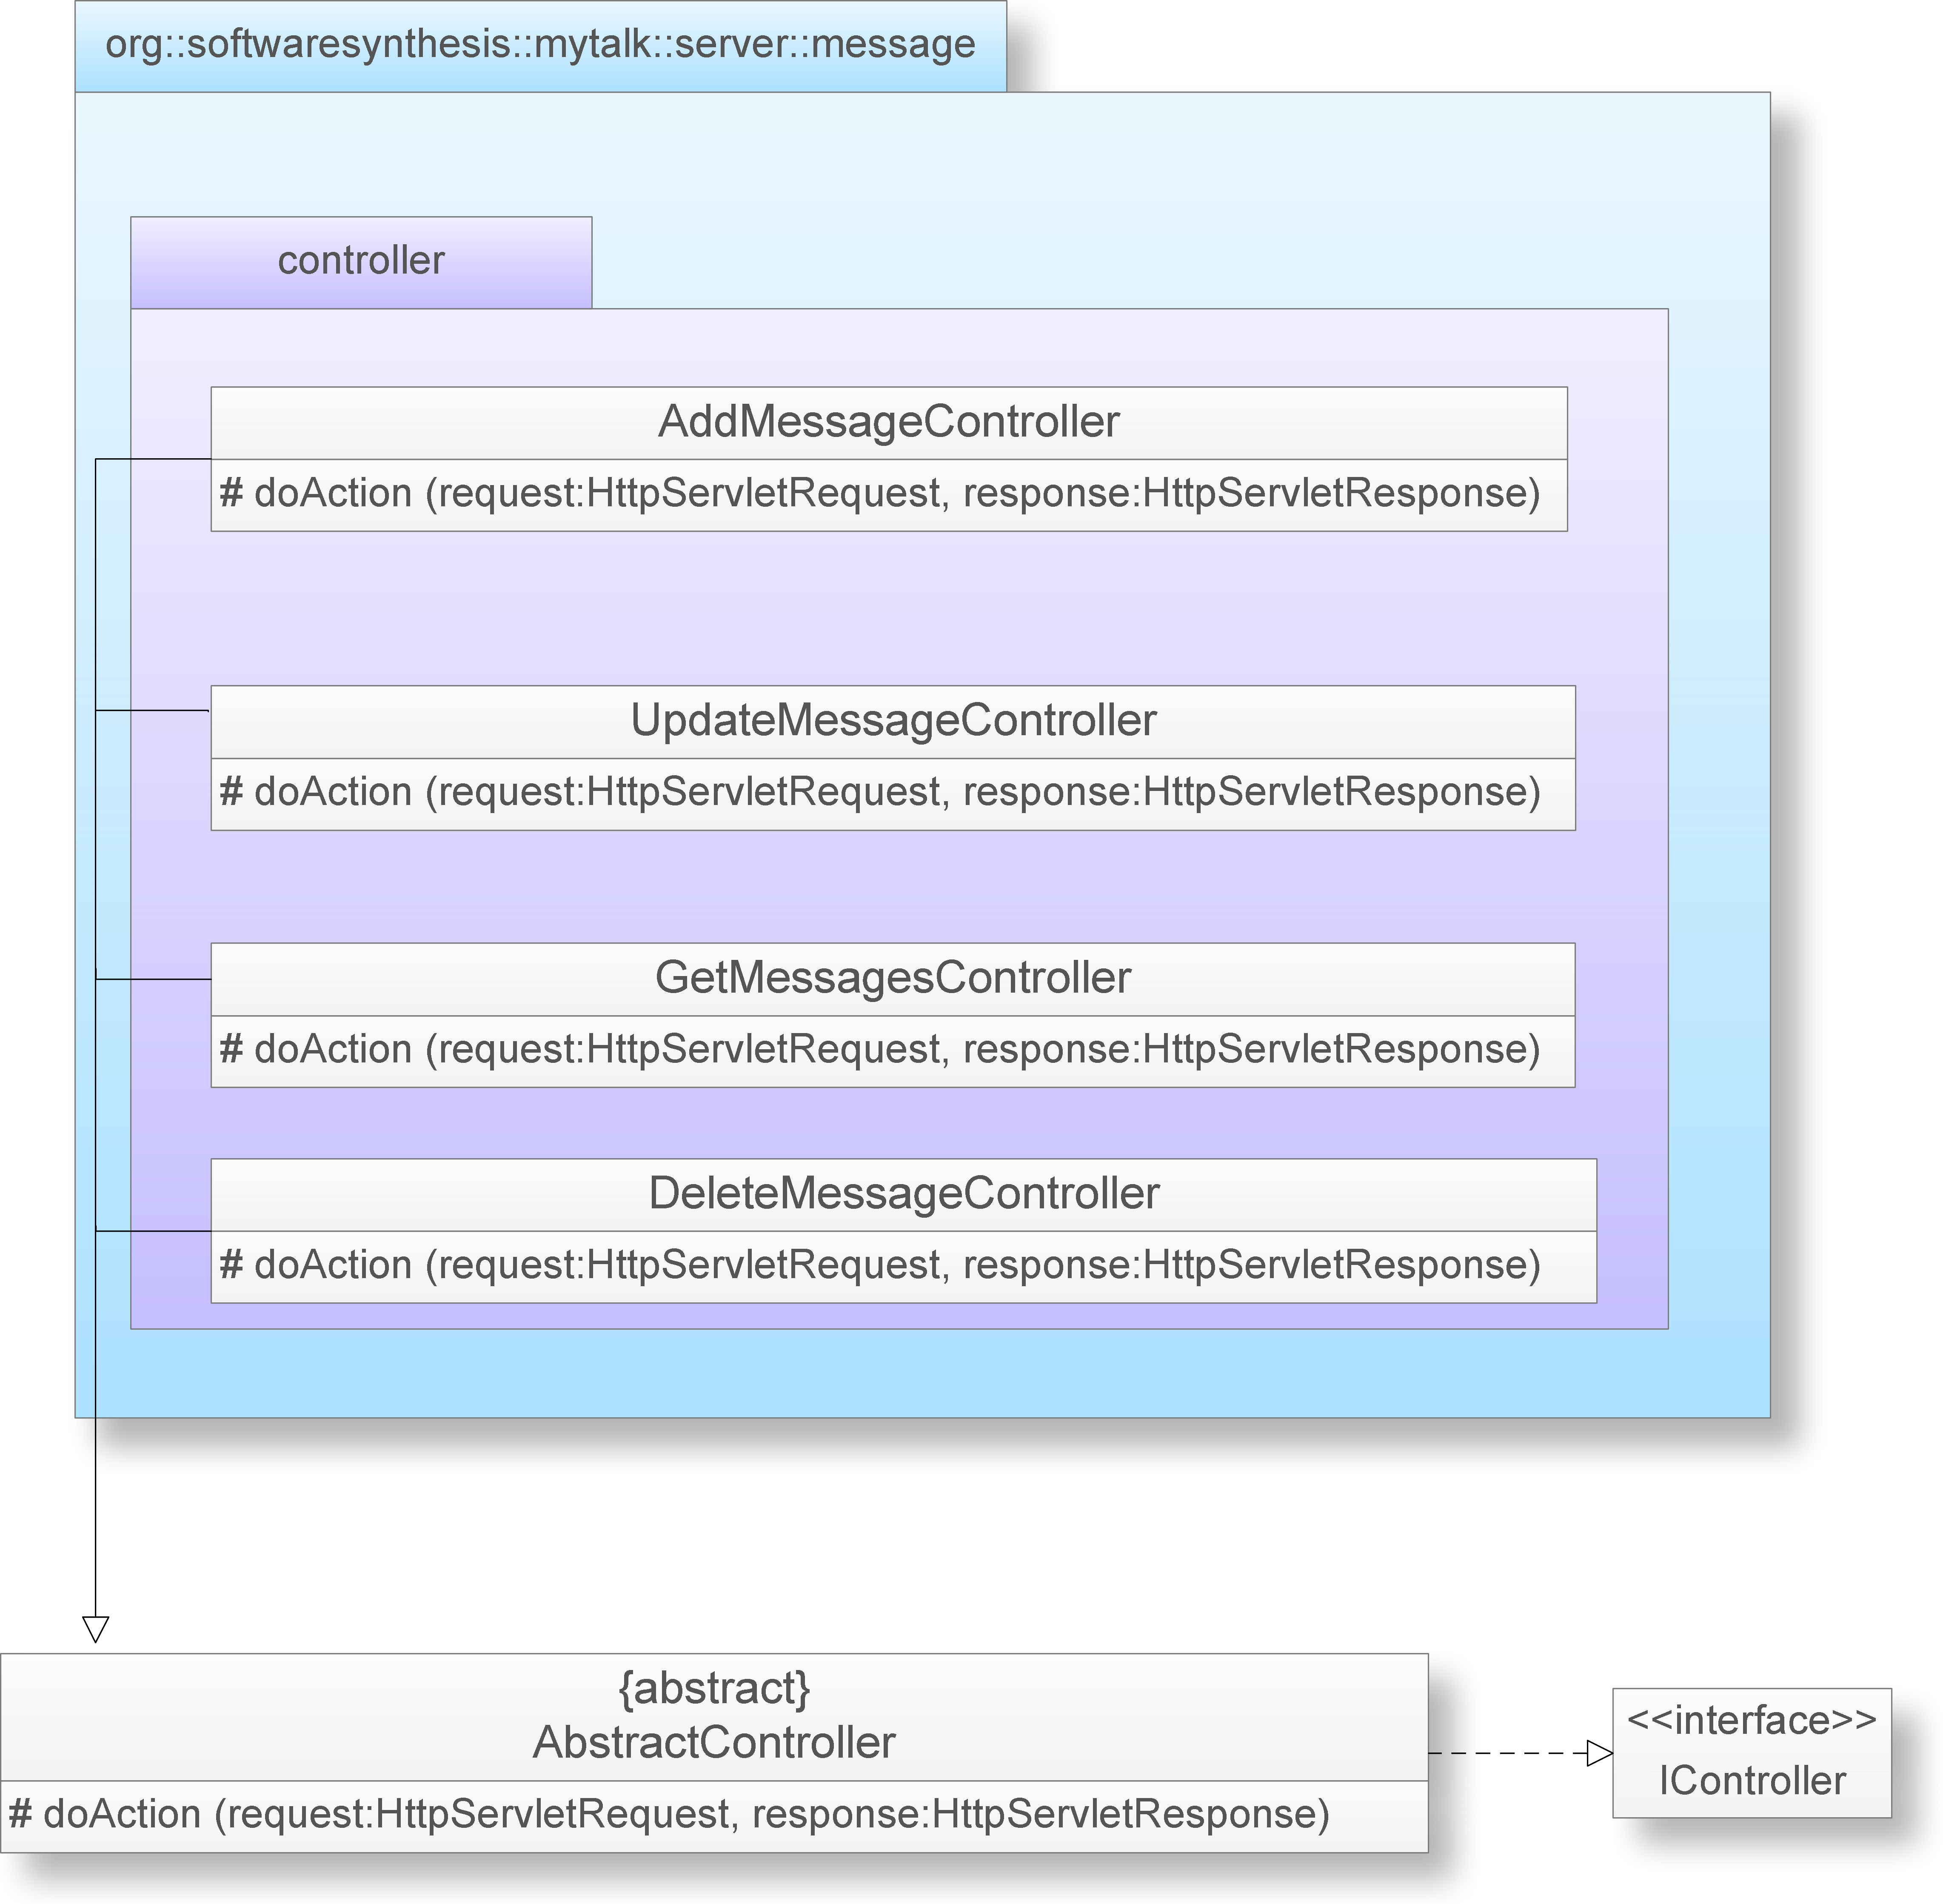 org::softwaresynthesis::mytalk::server::message
controller
AddMessageController
# doAction (request:HttpServletRequest, response:HttpServletResponse)
UpdateMessageController
# doAction (request:HttpServletRequest, response:HttpServletResponse)
GetMessagesController
# doAction (request:HttpServletRequest, response:HttpServletResponse)
DeleteMessageController
# doAction (request:HttpServletRequest, response:HttpServletResponse)
{abstract}
AbstractController
# doAction (request:HttpServletRequest, response:HttpServletResponse)
<<interface>>
IController